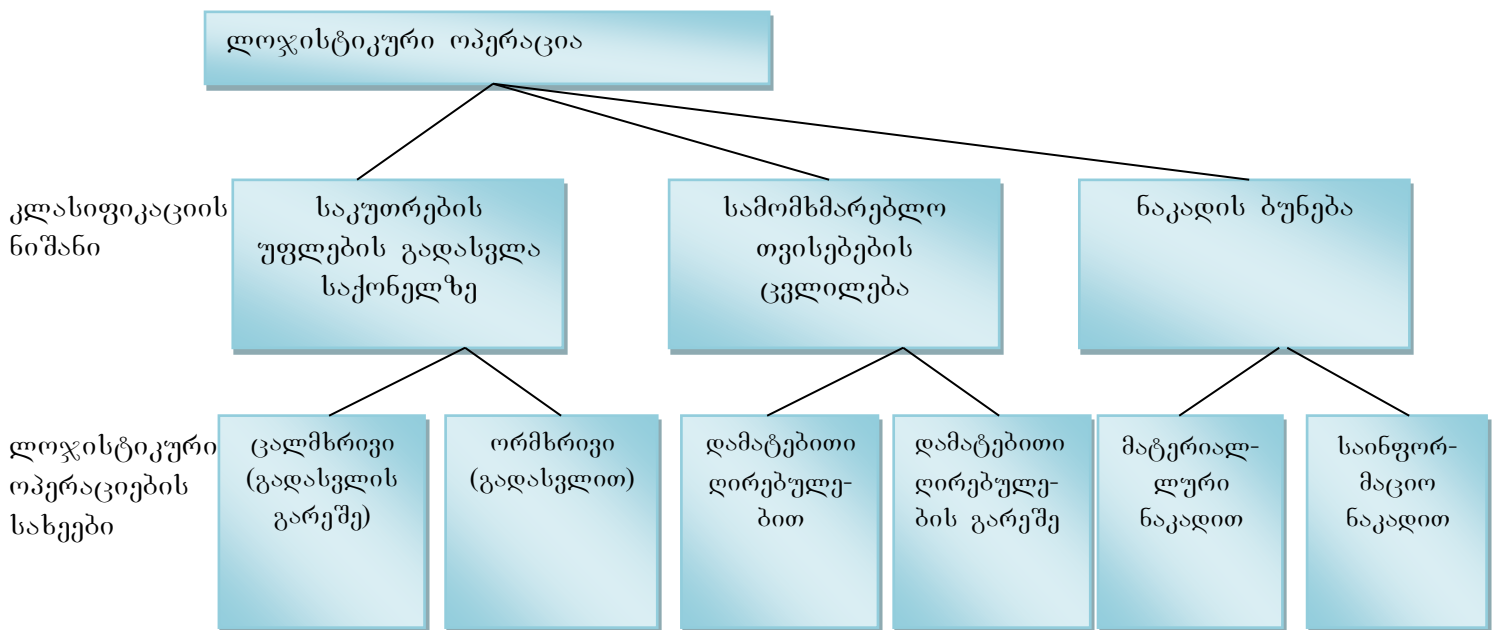 ლოჯისტიკური ოპერაცია
კლასიფიკაციის
ნიშანი
საკუთრების
უფლების გადასვლა
საქონელზე
სამომხმარებლო
თვისებების
ცვლილება
ნაკადის ბუნება
ლოჯისტიკური
ოპერაციების
სახეები
ცალმხრივი
(გადასვლის
გარეშე)
ორმხრივი
(გადასვლით)
დამატებითი
ღირებულე-
ბით
დამატებითი
ღირებულე-
ბის გარეშე
მატერიალ-
ლური
ნაკადით
საინფორ-
მაციო
ნაკადით